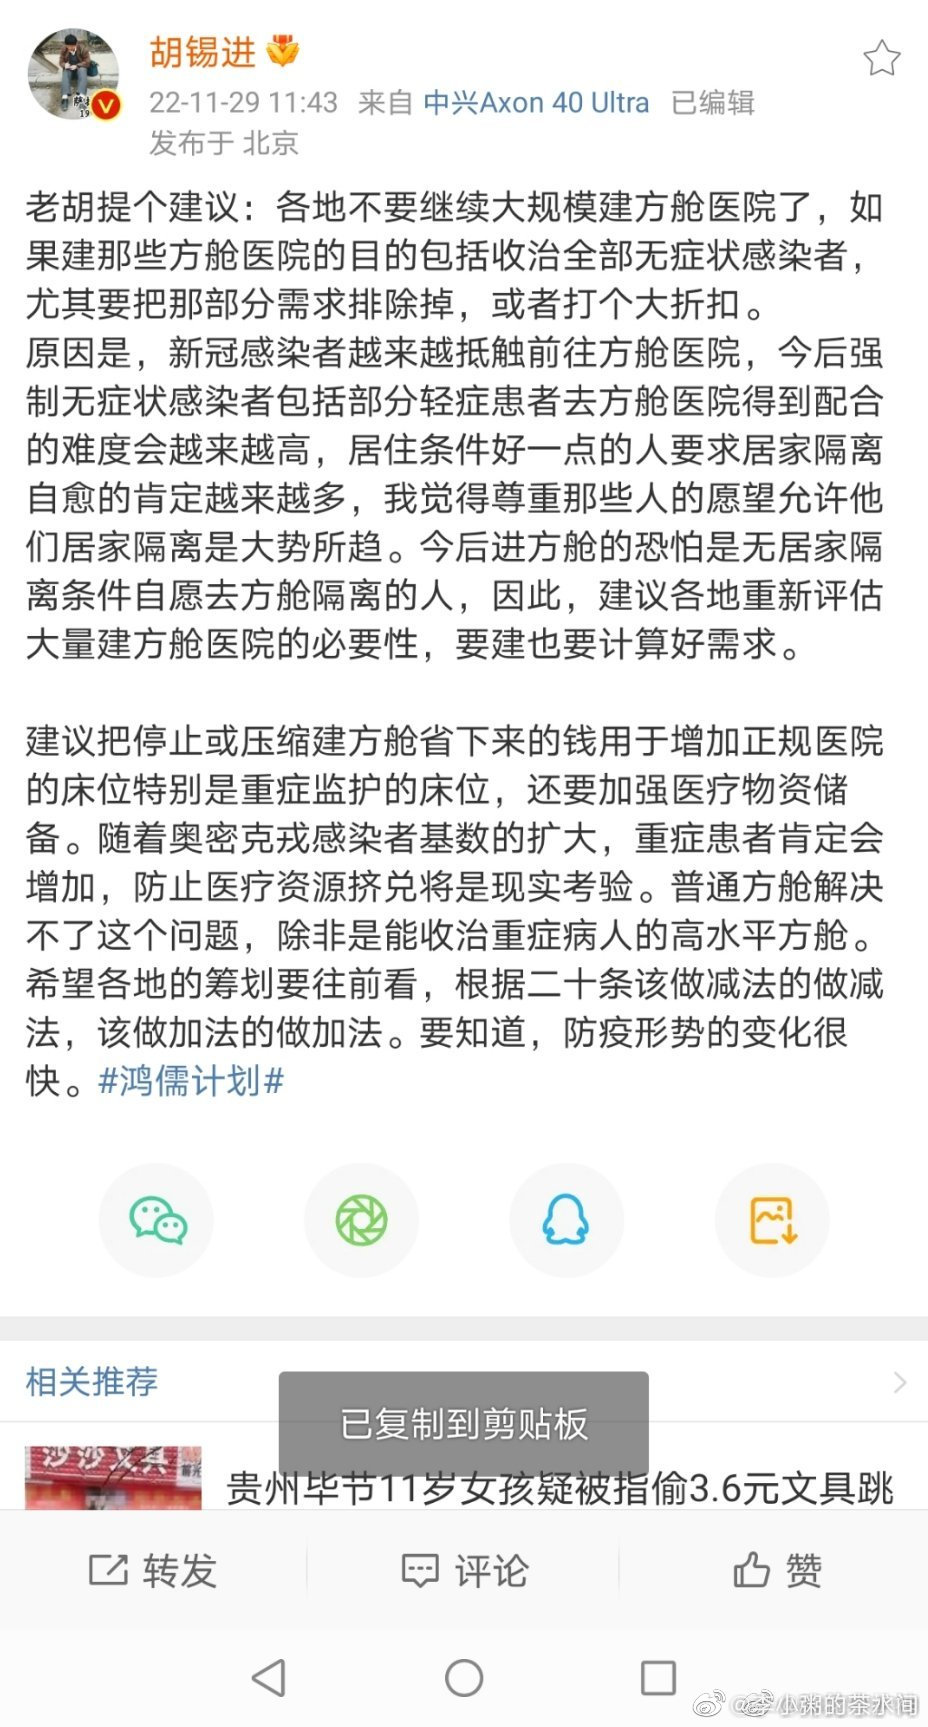 胡锡进
22-11-29 11:43 来自 中兴Axon 40 Ultra 已编辑
发布于 北京
老胡提个建议：各地不要继续大规模建方舱医院了，如
果建那些方舱医院的目的包括收治全部无症状感染者，
尤其要把那部分需求排除掉，或者打个大折扣。
原因是，新冠感染者越来越抵触前往方舱医院，今后强
制无症状感染者包括部分轻症患者去方舱医院得到配合
的难度会越来越高，居住条件好一点的人要求居家隔离
自愈的肯定越来越多，我觉得尊重那些人的愿望允许他
们居家隔离是大势所趋。今后进方舱的恐怕是无居家隔
离条件自愿去方舱隔离的人，因此，建议各地重新评估
大量建方舱医院的必要性，要建也要计算好需求。
建议把停止或压缩建方舱省下来的钱用于增加正规医院
的床位特别是重症监护的床位，还要加强医疗物资储
备。随着奥密克戎感染者基数的扩大，重症患者肯定会
增加，防止医疗资源挤兑将是现实考验。普通方舱解决
不了这个问题，除非是能收治重症病人的高水平方舱。
希望各地的筹划要往前看，根据二十条该做减法的做减
法，该做加法的做加法。要知道，防疫形势的变化很
快。#鸿儒计划#
相关推荐
已复制到剪贴板
沙沙文具
贵州毕节11岁女孩疑被指偷3.6元文具跳
转发
评论
赞
小粥的茶水间